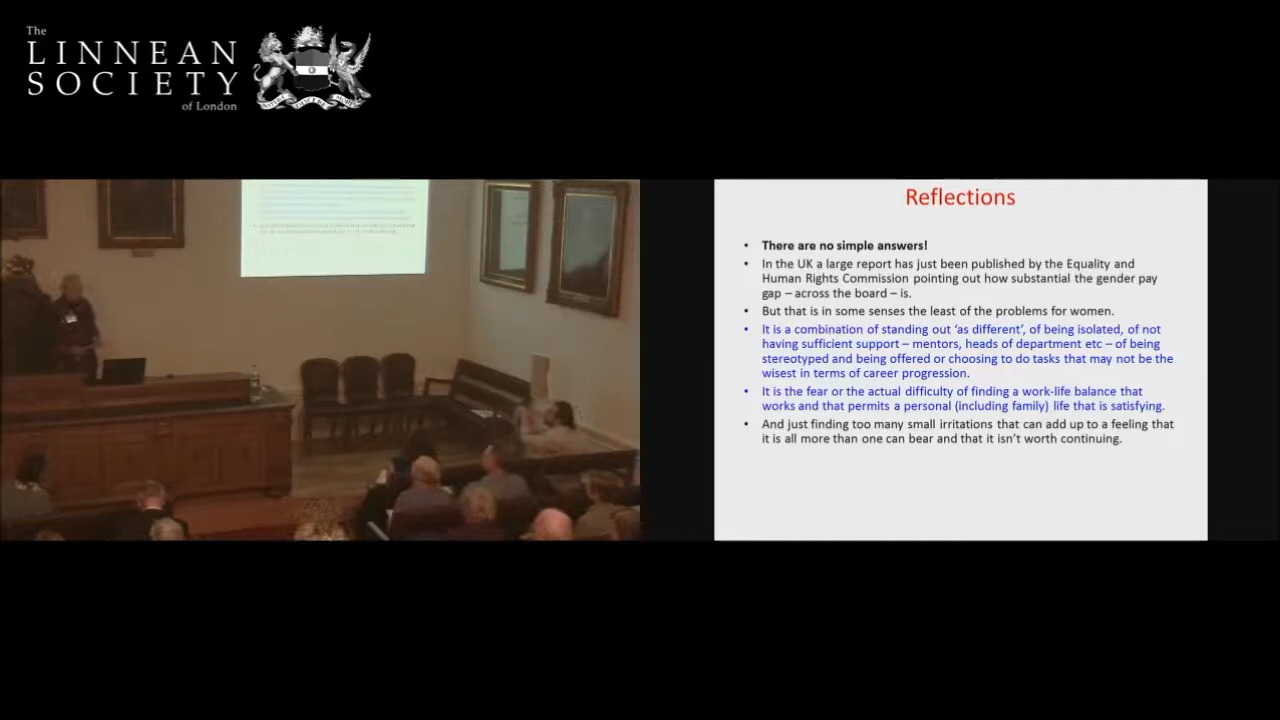 The
LINNEAN
SOCIETY
of London
Reflections
• There are no simple answers!
• In the UK a large report has just been published by the Equality and
Human Rights Commission pointing out how substantial the gender pay
gap – across the board – is.
• But that is in some senses the least of the problems for women.
• It is a combination of standing out ‘as different’, of being isolated, of not
having sufficient support – mentors, heads of department etc – of being
stereotyped and being offered or choosing to do tasks that may not be the
wisest in terms of career progression.
• It is the fear or the actual difficulty of finding a work-life balance that
works and that permits a personal (including family) life that is satisfying.
• And just finding too many small irritations that can add up to a feeling that
it is all more than one can bear and that it isn’t worth continuing.